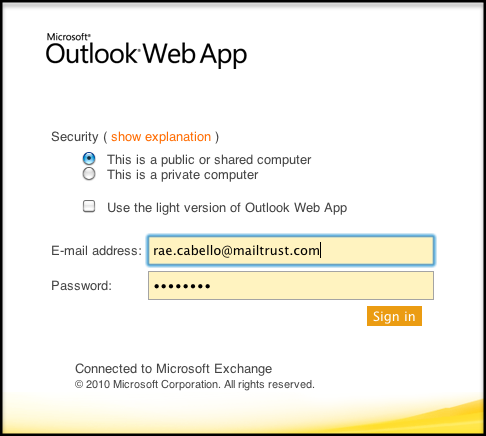 Microsoft®
Outlook® Web App
Security ( show explanation )
This is a public or shared computer
This is a private computer
Use the light version of Outlook Web App
E-mail address: rae.cabello@mailtrust.com
Password: ••••••••
Sign in
Connected to Microsoft Exchange
© 2010 Microsoft Corporation. All rights reserved.